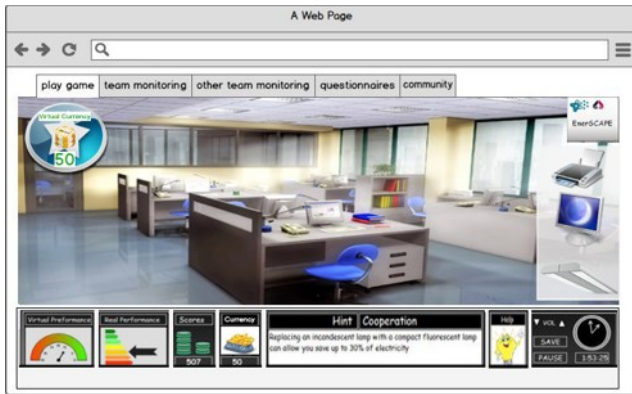 A Web Page
play game
team monitoring
other team monitoring
questionnaires
community
Virtual Currency
50
EnerSCAPE
Virtual Preformance
Real Performance
Scores
507
Currency
50
Hint
Cooperation
Replacing an incandescent lamp with a compact fluorescent lamp
can allow you save up to 30% of electricity
Help
VOL
SAVE
PAUSE
1:53:25